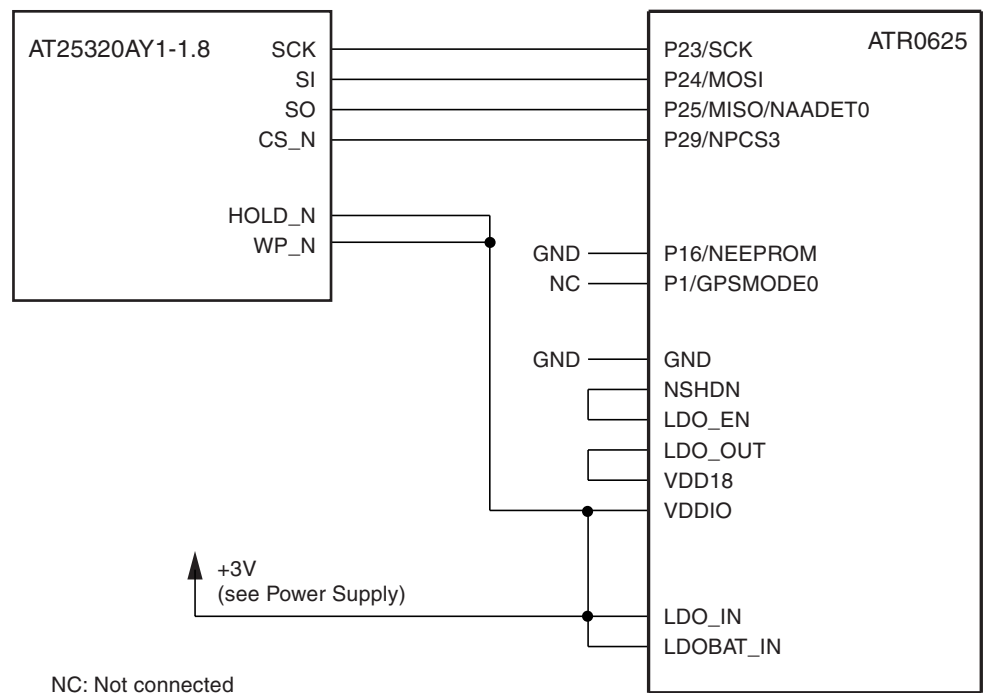 AT25320AY1-1.8
SCK
SI
SO
CS_N
HOLD_N
WP_N
ATR0625
P23/SCK
P24/MOSI
P25/MISO/NAADET0
P29/NPCS3
GND
P16/NEEPROM
NC
P1/GPSMODE0
GND
GND
NSHDN
LDO_EN
LDO_OUT
VDD18
VDDIO
+3V
(see Power Supply)
LDO_IN
LDOBAT_IN
NC: Not connected